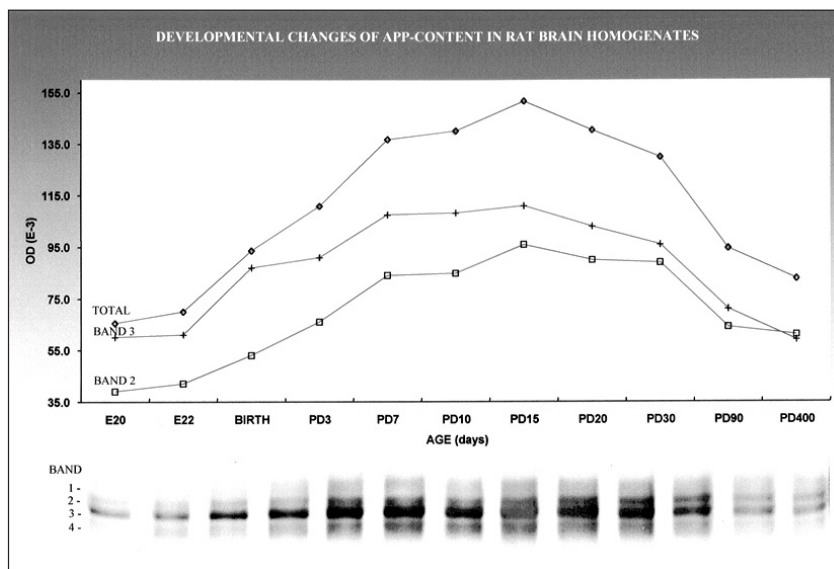 DEVELOPMENTAL CHANGES OF APP-CONTENT IN RAT BRAIN HOMOGENATES
155.0
135.0
115.0
95.0
75.0
55.0
35.0
OD (E-3)
TOTAL
BAND 3
BAND 2
E20 E22 BIRTH PD3 PD7 PD10 PD15 PD20 PD30 PD90 PD400
AGE (days)
BAND
1 -
2 -
3 -
4 -